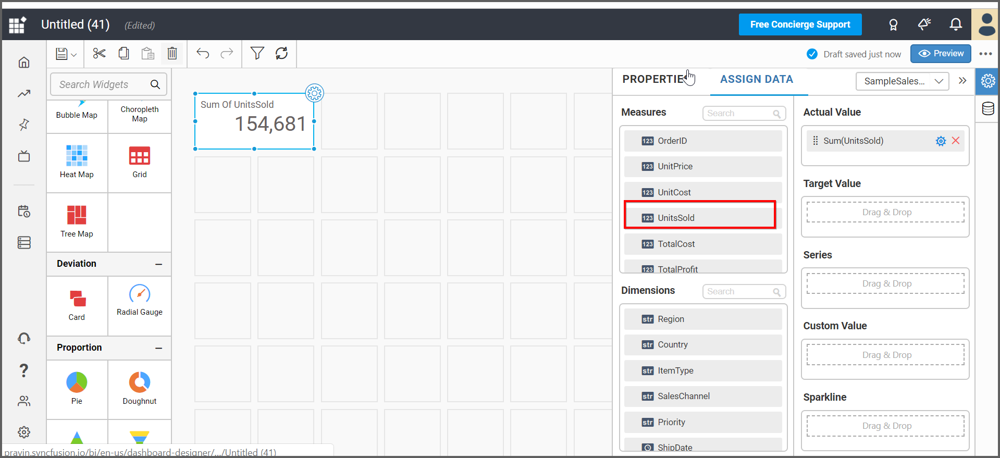 Untitled (41) (Edited)
Free Concierge Support
Draft saved just now
Preview
Search Widgets
Bubble Map
Choropleth
Map
Heat Map
Grid
Tree Map
Deviation
Card
Radial Gauge
Proportion
Pie
Doughnut
Sum Of UnitsSold
154,681
ASSIGN DATA
SampleSales...
Measures
Search
123 OrderID
123 UnitPrice
123 UnitCost
123 UnitsSold
123 TotalCost
123 TotalProfit
Dimensions
Search
str Region
str Country
str ItemType
str SalesChannel
str Priority
ShipDate
Actual Value
Sum(UnitsSold)
Target Value
Drag & Drop
Series
Drag & Drop
Custom Value
Drag & Drop
Sparkline
Drag & Drop
pravin.syncfusion.io/bi/en-us/dashboard-designer/.../Untitled (41)